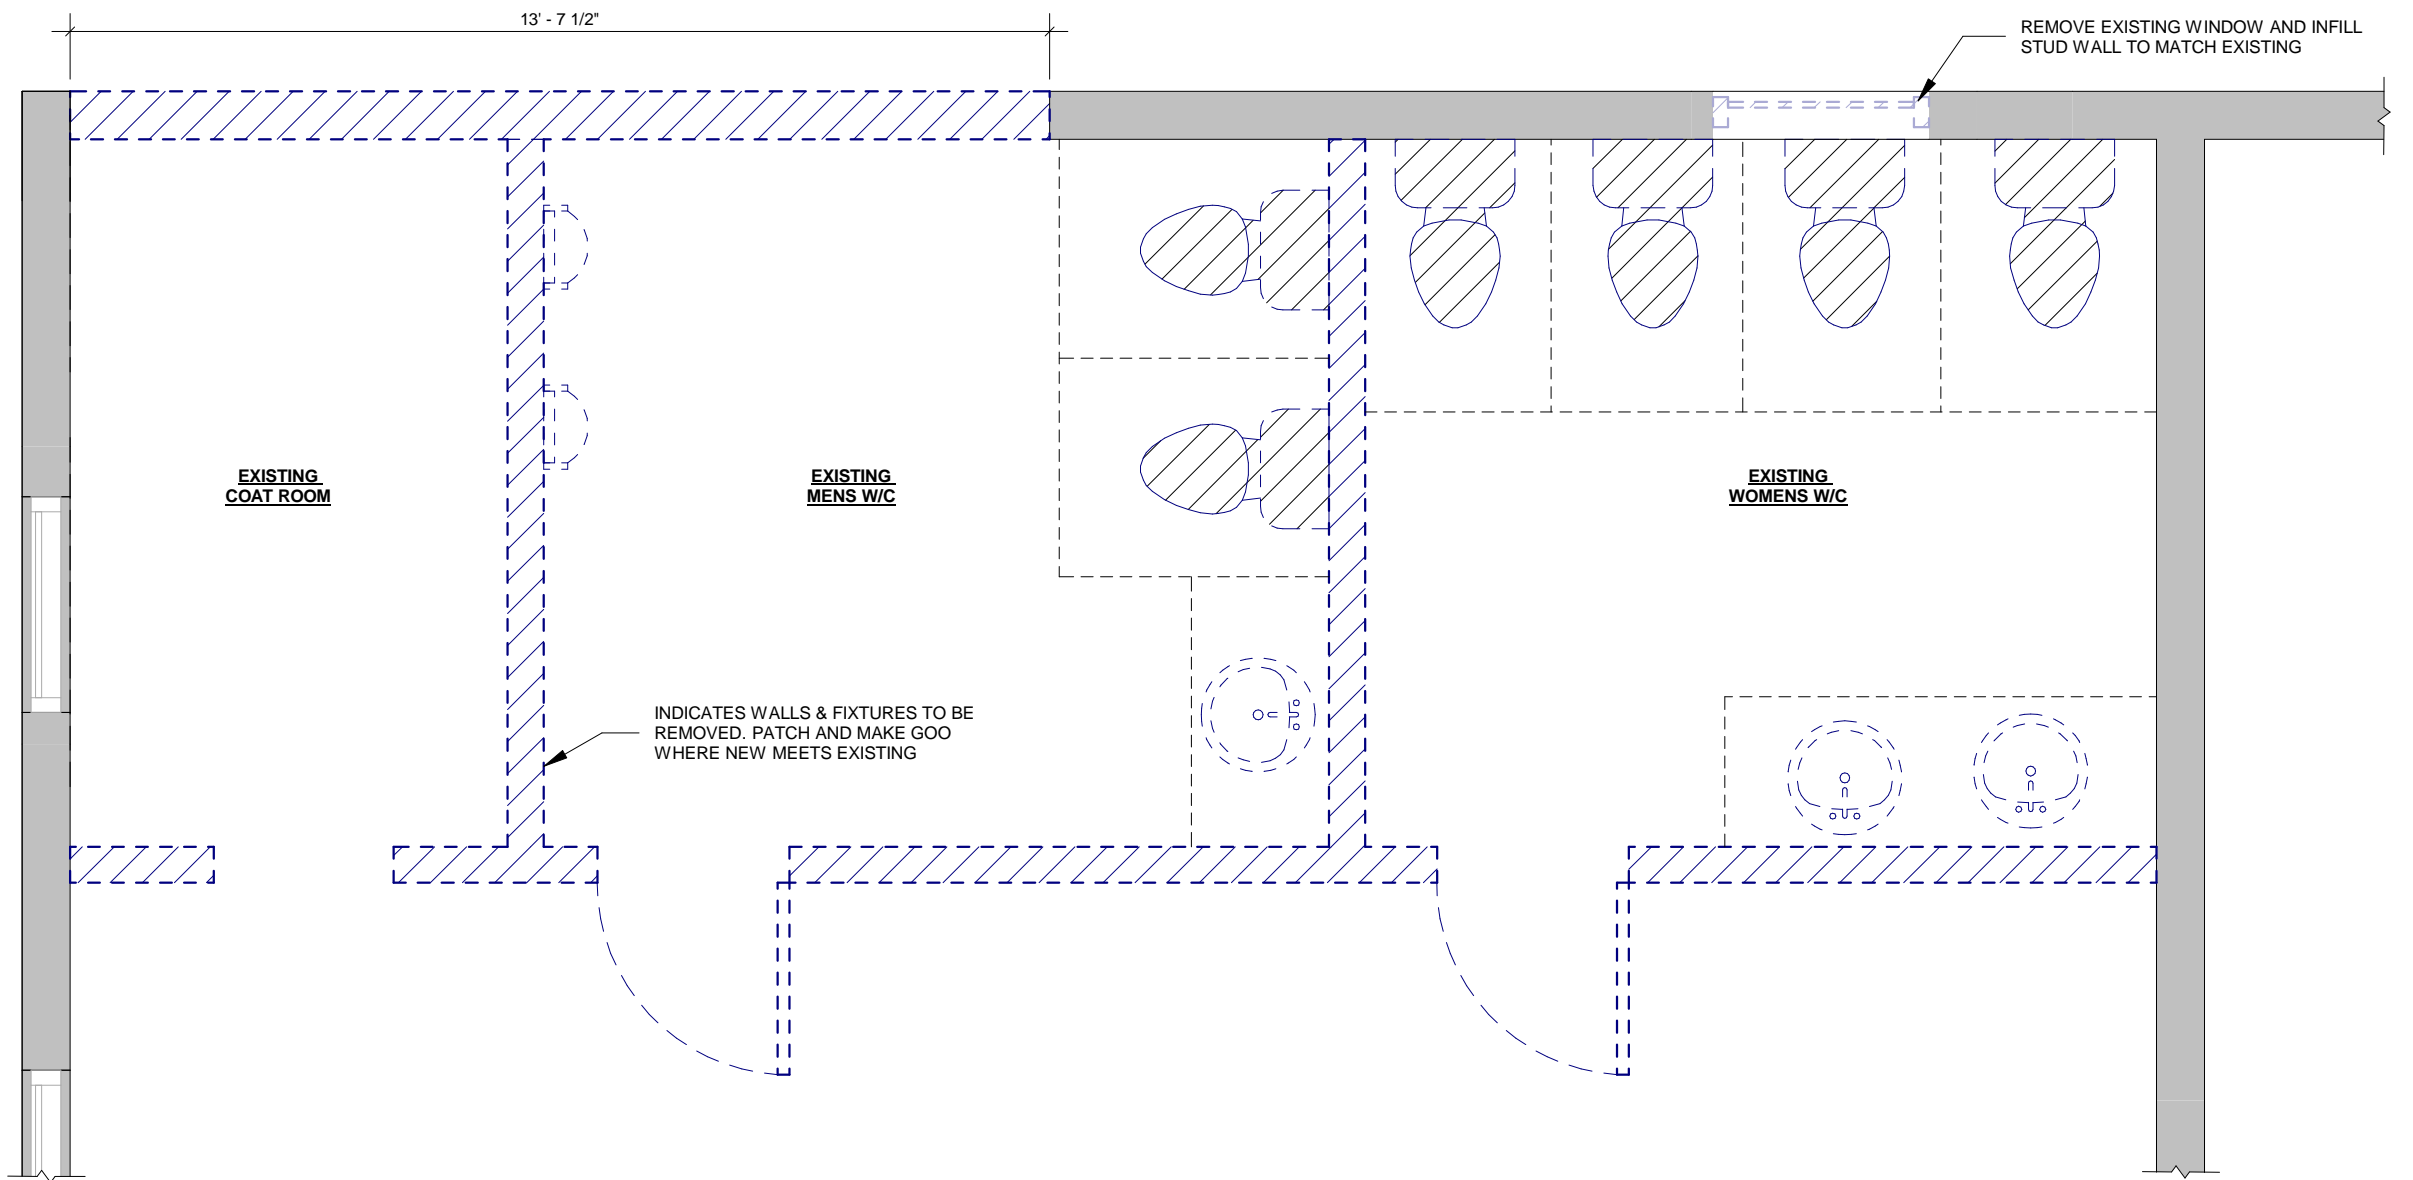 13' - 7 1/2"
REMOVE EXISTING WINDOW AND INFILL
STUD WALL TO MATCH EXISTING
EXISTING
COAT ROOM
EXISTING
MENS W/C
EXISTING
WOMENS W/C
INDICATES WALLS & FIXTURES TO BE
REMOVED. PATCH AND MAKE GOO
WHERE NEW MEETS EXISTING